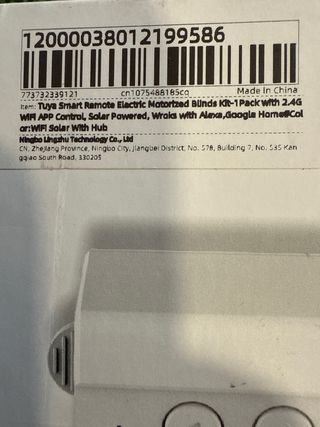 12000038012199586
773732339121 cn1075488185cq Made In China
Item: Tuya Smart Remote Electric Motorized Blinds Kit-1 Pack with 2.4G
WiFi APP Control, Solar Powered, Wroks with Alexa,Google Home#Col
or:WiFi Solar With Hub
Ningbo Lingzhu Technology Co., Ltd
CN, ZheJiang Province, Ningbo City, Jiangbei District, No. 578, Building 7, No. 535 Kan
gqiao South Road, 330205